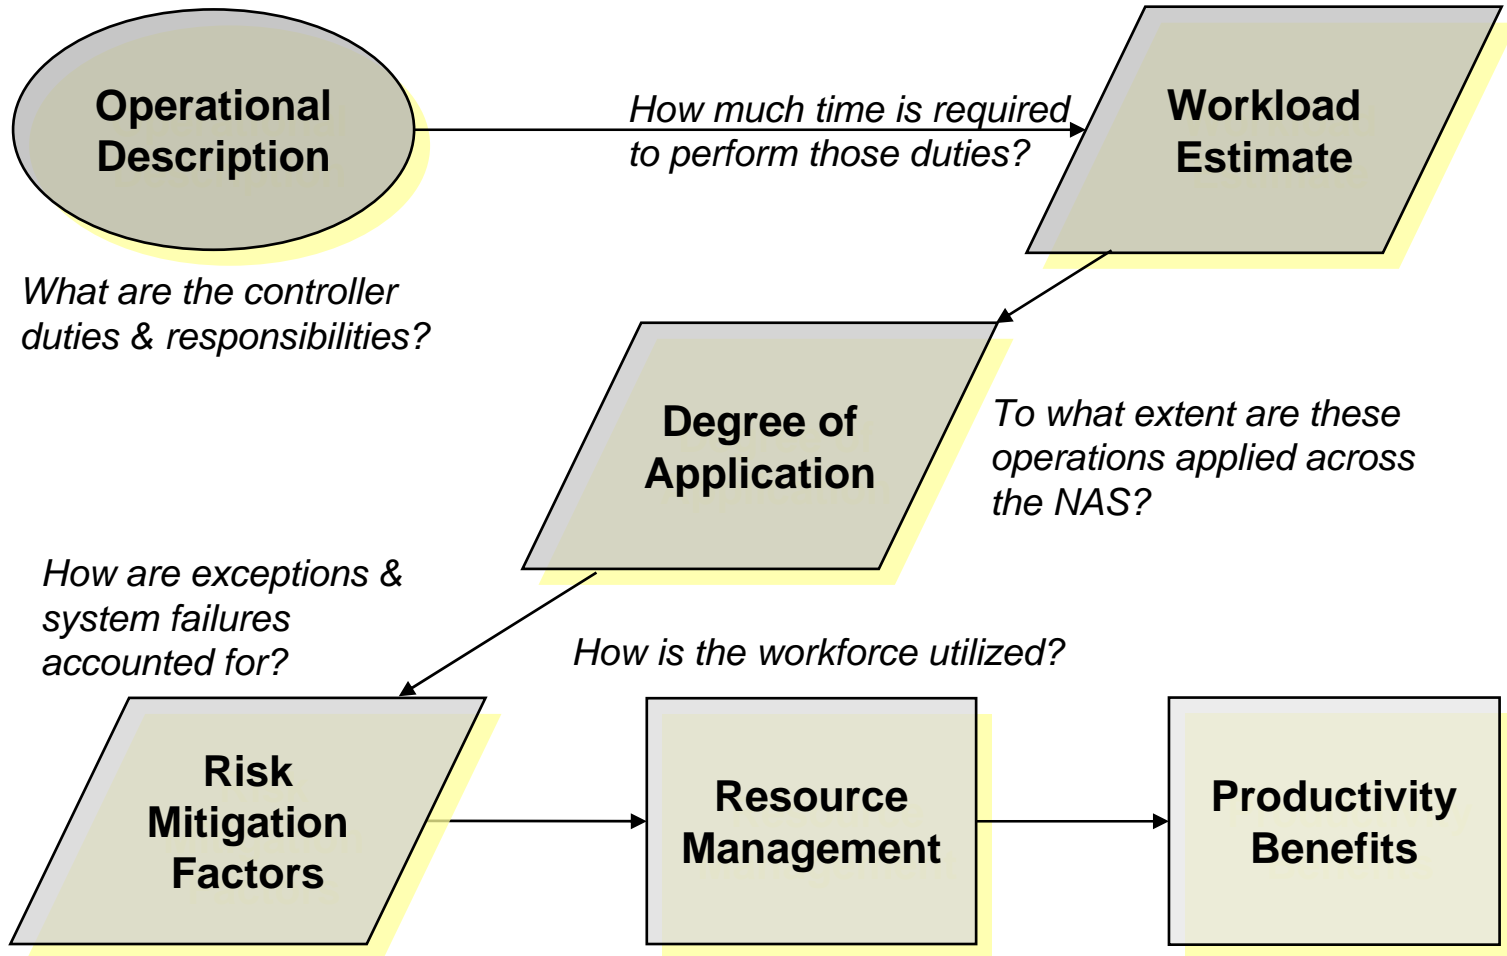 Operational
Description
How much time is required
to perform those duties?
Workload
Estimate
What are the controller
duties & responsibilities?
Degree of
Application
To what extent are these
operations applied across
the NAS?
How are exceptions &
system failures
accounted for?
How is the workforce utilized?
Risk
Mitigation
Factors
Resource
Management
Productivity
Benefits